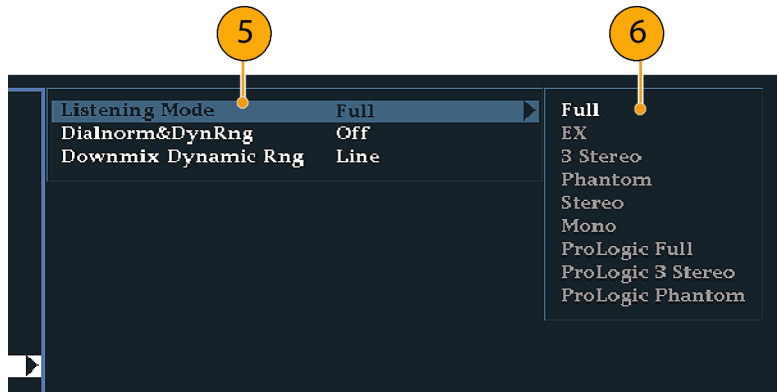 5
6
Listening Mode Full
Dialnorm&DynRng Off
Downmix Dynamic Rng Line
Full
EX
3 Stereo
Phantom
Stereo
Mono
ProLogic Full
ProLogic 3 Stereo
ProLogic Phantom